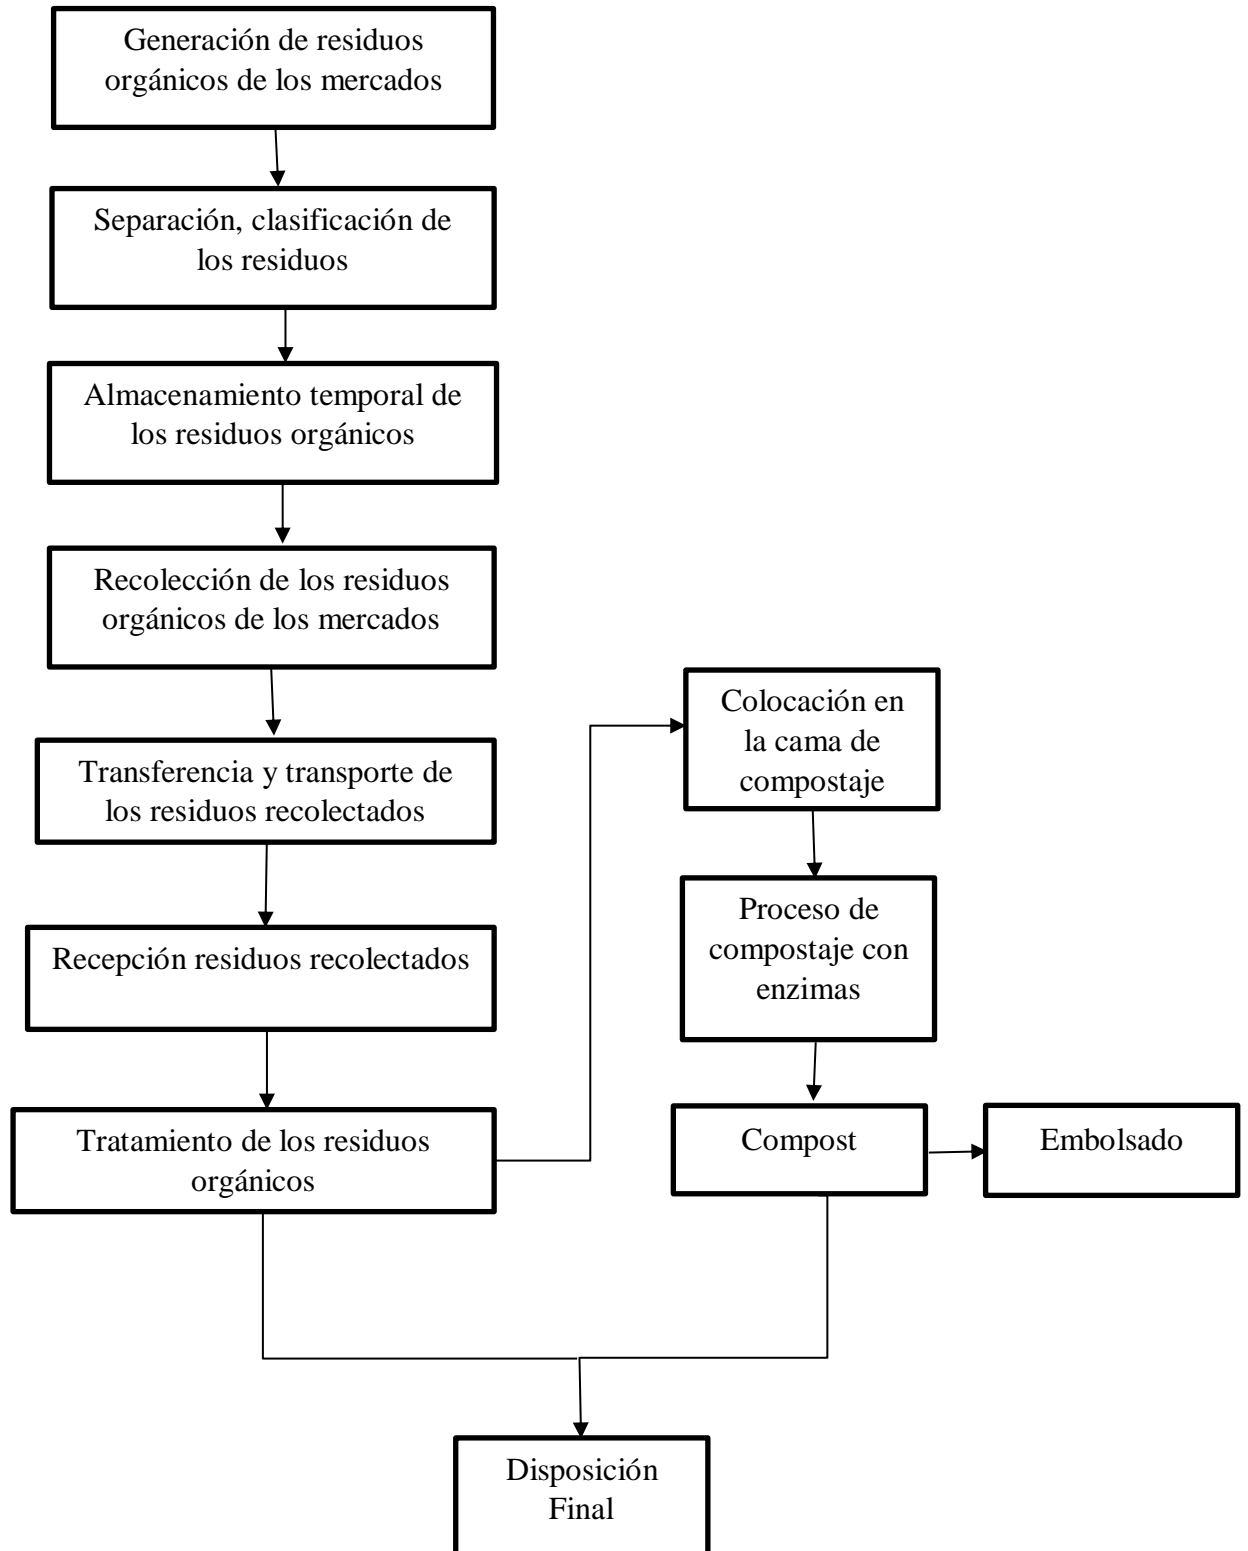 Generación de residuos
orgánicos de los mercados
Separación, clasificación de
los residuos
Almacenamiento temporal de
los residuos orgánicos
Recolección de los residuos
orgánicos de los mercados
Transferencia y transporte de
los residuos recolectados
Recepción residuos recolectados
Tratamiento de los residuos
orgánicos
Colocación en
la cama de
compostaje
Proceso de
compostaje con
enzimas
Compost
Embolsado
Disposición
Final